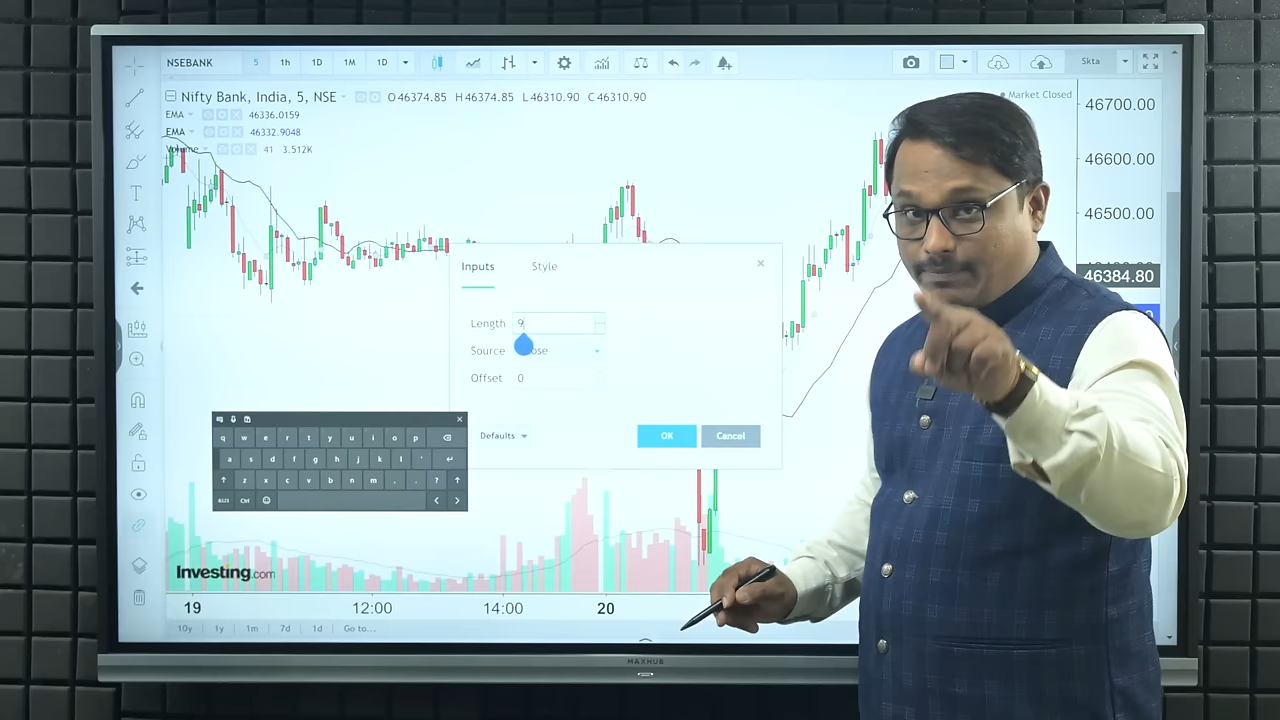 NSEBANK 5 1h 1D 1M 1D Skta
Nifty Bank, India, 5, NSE O46374.85 H46374.85 L46310.90 C46310.90 Market Closed
EMA 46336.0159
EMA 46332.9048
Volume 41 3.512K
46700.00
46600.00
46500.00
46384.80
Inputs Style
Length 9
Source
Offset 0
Defaults OK Cancel
q w e r t y u i o p
a s d f g h j k l '
z x c v b n m , . ?
Ctrl
Investing.com
19 12:00 14:00 20
10y 1y 1m 7d 1d Go to...
MAXHUB